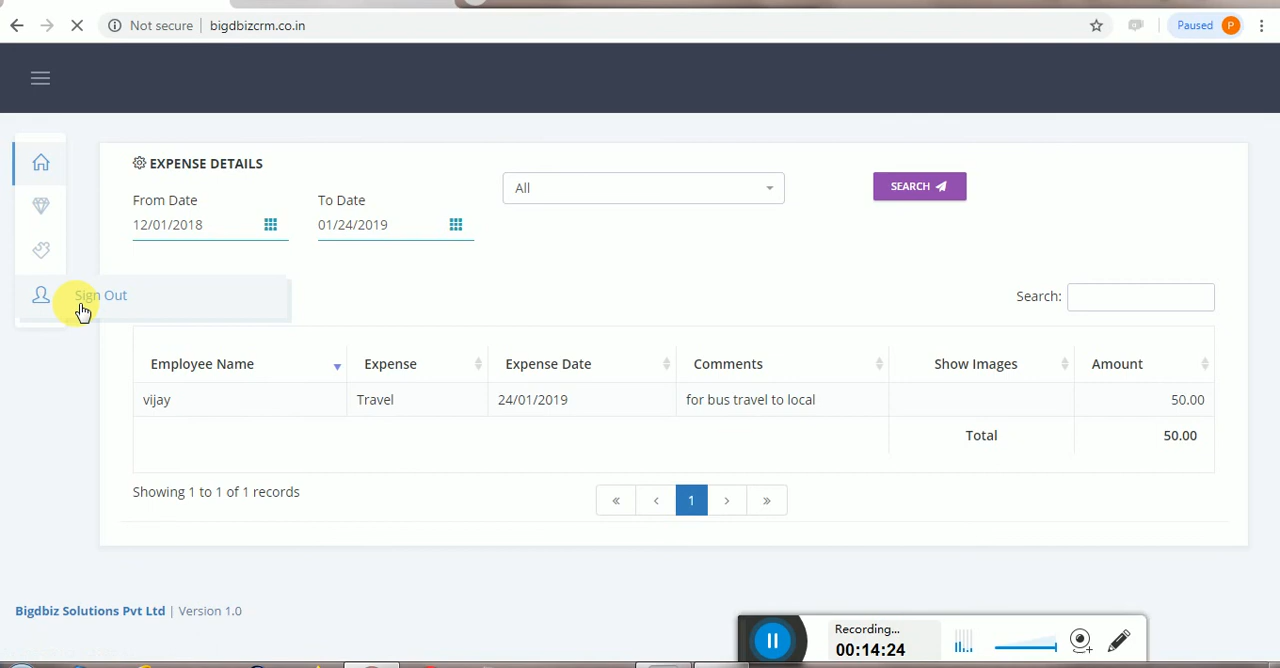 Not secure bigdbizcrm.co.in Paused P
EXPENSE DETAILS
From Date To Date All SEARCH
12/01/2018 01/24/2019
Sign Out Search:
Employee Name Expense Expense Date Comments Show Images Amount
vijay Travel 24/01/2019 for bus travel to local 50.00
Total 50.00
Showing 1 to 1 of 1 records « ‹ 1 › »
Bigdbiz Solutions Pvt Ltd | Version 1.0
Recording...
00:14:24